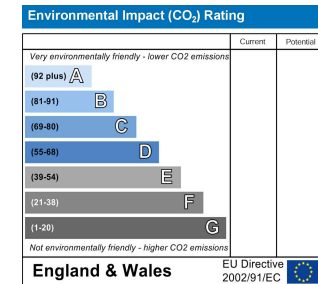 Environmental Impact (CO₂) Rating
Current Potential
Very environmentally friendly - lower CO2 emissions
(92 plus) A
(81-91) B
(69-80) C
(55-68) D
(39-54) E
(21-38) F
(1-20) G
Not environmentally friendly - higher CO2 emissions
England & Wales
EU Directive
2002/91/EC